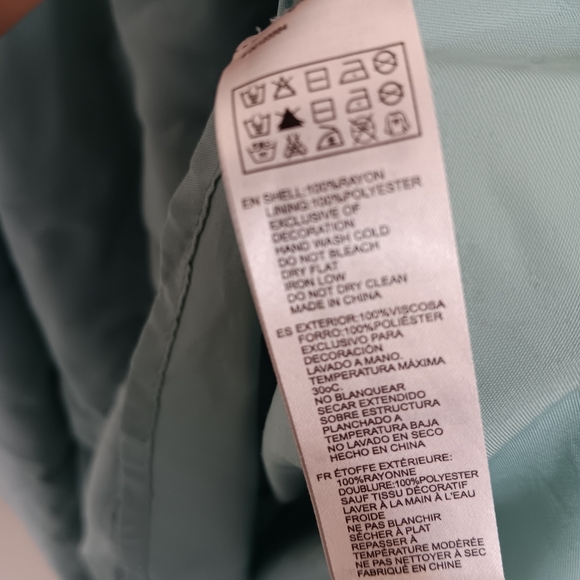 EN SHELL:100%RAYON
LINING:100%POLYESTER
EXCLUSIVE OF
DECORATION
HAND WASH COLD
DO NOT BLEACH
DRY FLAT
IRON LOW
DO NOT DRY CLEAN
MADE IN CHINA
ES EXTERIOR:100%VISCOSA
FORRO:100%POLIÉSTER
EXCLUSIVO PARA
DECORACIÓN
LAVADO A MANO.
TEMPERATURA MÁXIMA
30oC.
NO BLANQUEAR
SECAR EXTENDIDO
SOBRE ESTRUCTURA
PLANCHADO A
TEMPERATURA BAJA
NO LAVADO EN SECO
HECHO EN CHINA
FR ÉTOFFE EXTÉRIEURE:
100%RAYONNE
DOUBLURE:100%POLYESTER
SAUF TISSU DÉCORATIF
LAVER À LA MAIN À L'EAU
FROIDE
NE PAS BLANCHIR
SÉCHER À PLAT
REPASSER À
TEMPÉRATURE MODÉRÉE
NE PAS NETTOYER À SEC
FABRIQUÉ EN CHINE